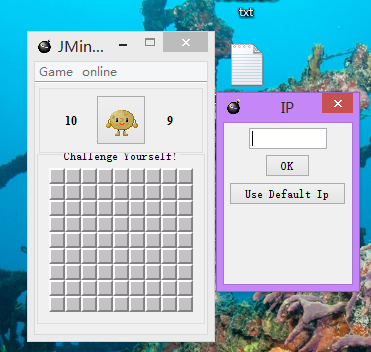 txt
JMin...
Game online
10 9
Challenge Yourself!
IP
OK
Use Default Ip